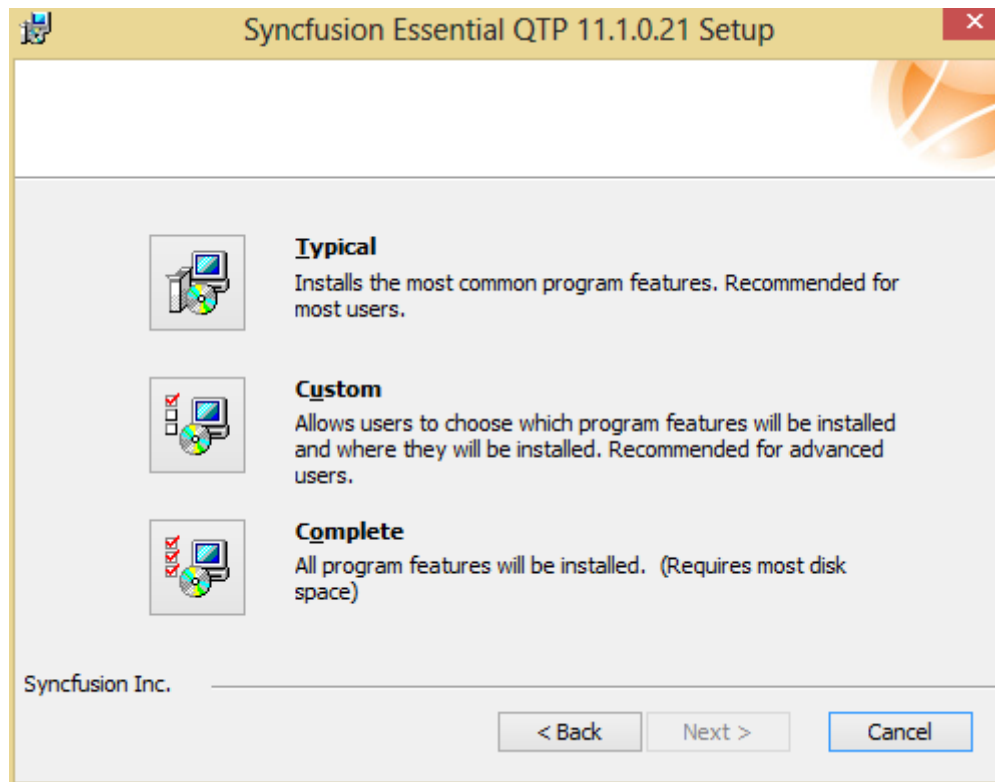 Syncfusion Essential QTP 11.1.0.21 Setup
Typical
Installs the most common program features. Recommended for
most users.
Custom
Allows users to choose which program features will be installed
and where they will be installed. Recommended for advanced
users.
Complete
All program features will be installed.  (Requires most disk
space)
Syncfusion Inc.
< Back
Next >
Cancel